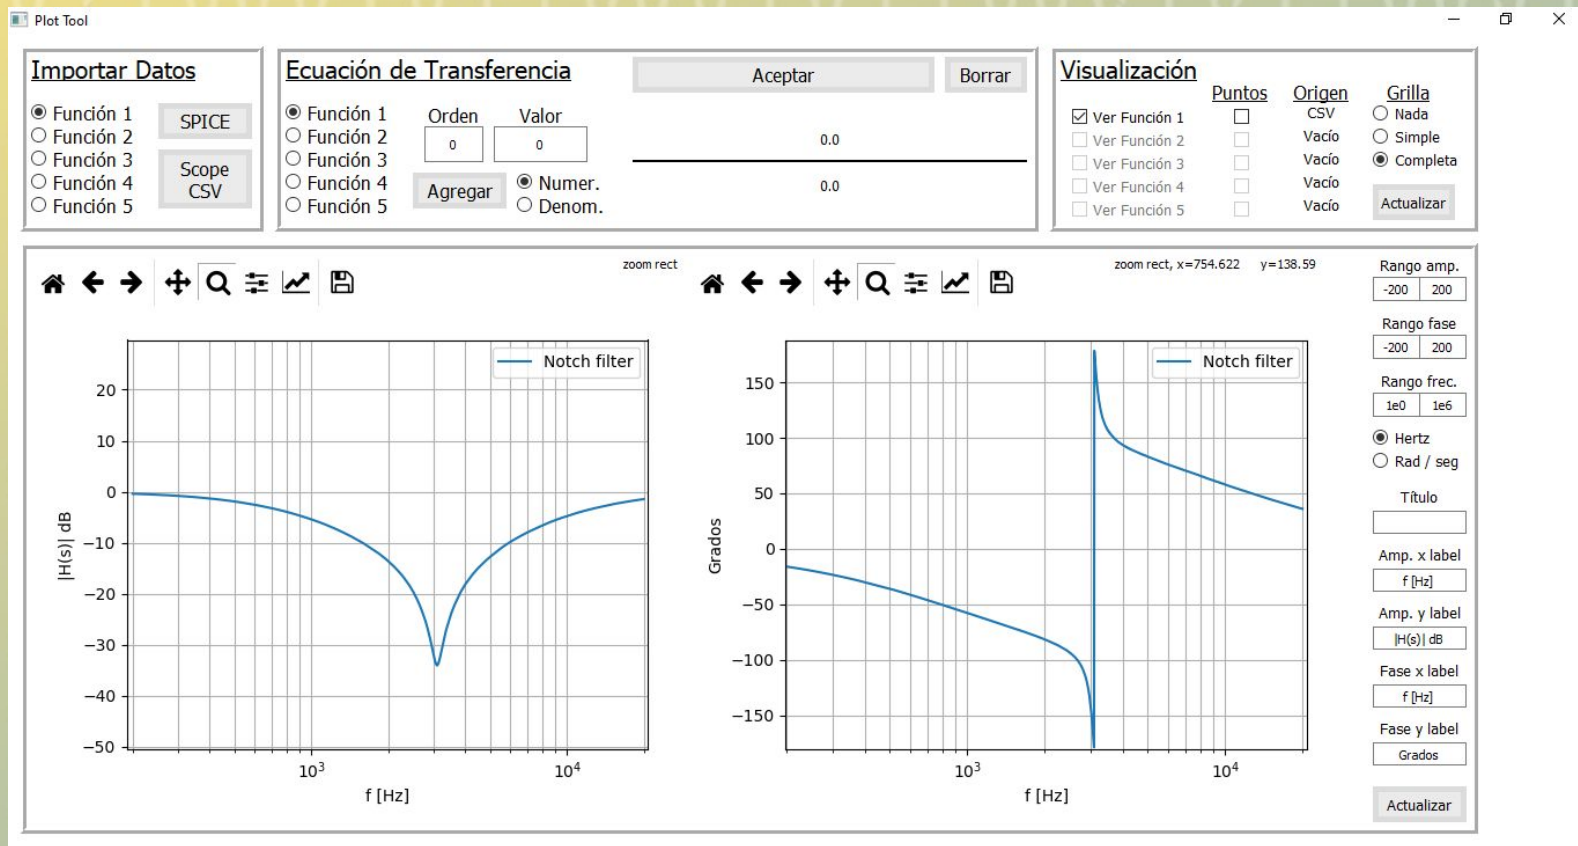 Plot Tool
Importar Datos
Función 1
Función 2
Función 3
Función 4
Función 5
SPICE
Scope
CSV
Ecuación de Transferencia
Función 1
Función 2
Función 3
Función 4
Función 5
Orden
Valor
0
0
Agregar
Numer.
Denom.
Aceptar
Borrar
0.0
0.0
Visualización
Puntos
Origen
Grilla
Ver Función 1
CSV
Nada
Ver Función 2
Vacío
Simple
Ver Función 3
Vacío
Completa
Ver Función 4
Vacío
Ver Función 5
Vacío
Actualizar
zoom rect
Notch filter
20
10
0
−10
−20
−30
−40
−50
|H(s)| dB
10³
10⁴
f [Hz]
zoom rect, x=754.622 y=138.59
Notch filter
150
100
50
0
−50
−100
−150
Grados
10³
10⁴
f [Hz]
Rango amp.
-200 200
Rango fase
-200 200
Rango frec.
1e0 1e6
Hertz
Rad / seg
Título
Amp. x label
f [Hz]
Amp. y label
|H(s)| dB
Fase x label
f [Hz]
Fase y label
Grados
Actualizar